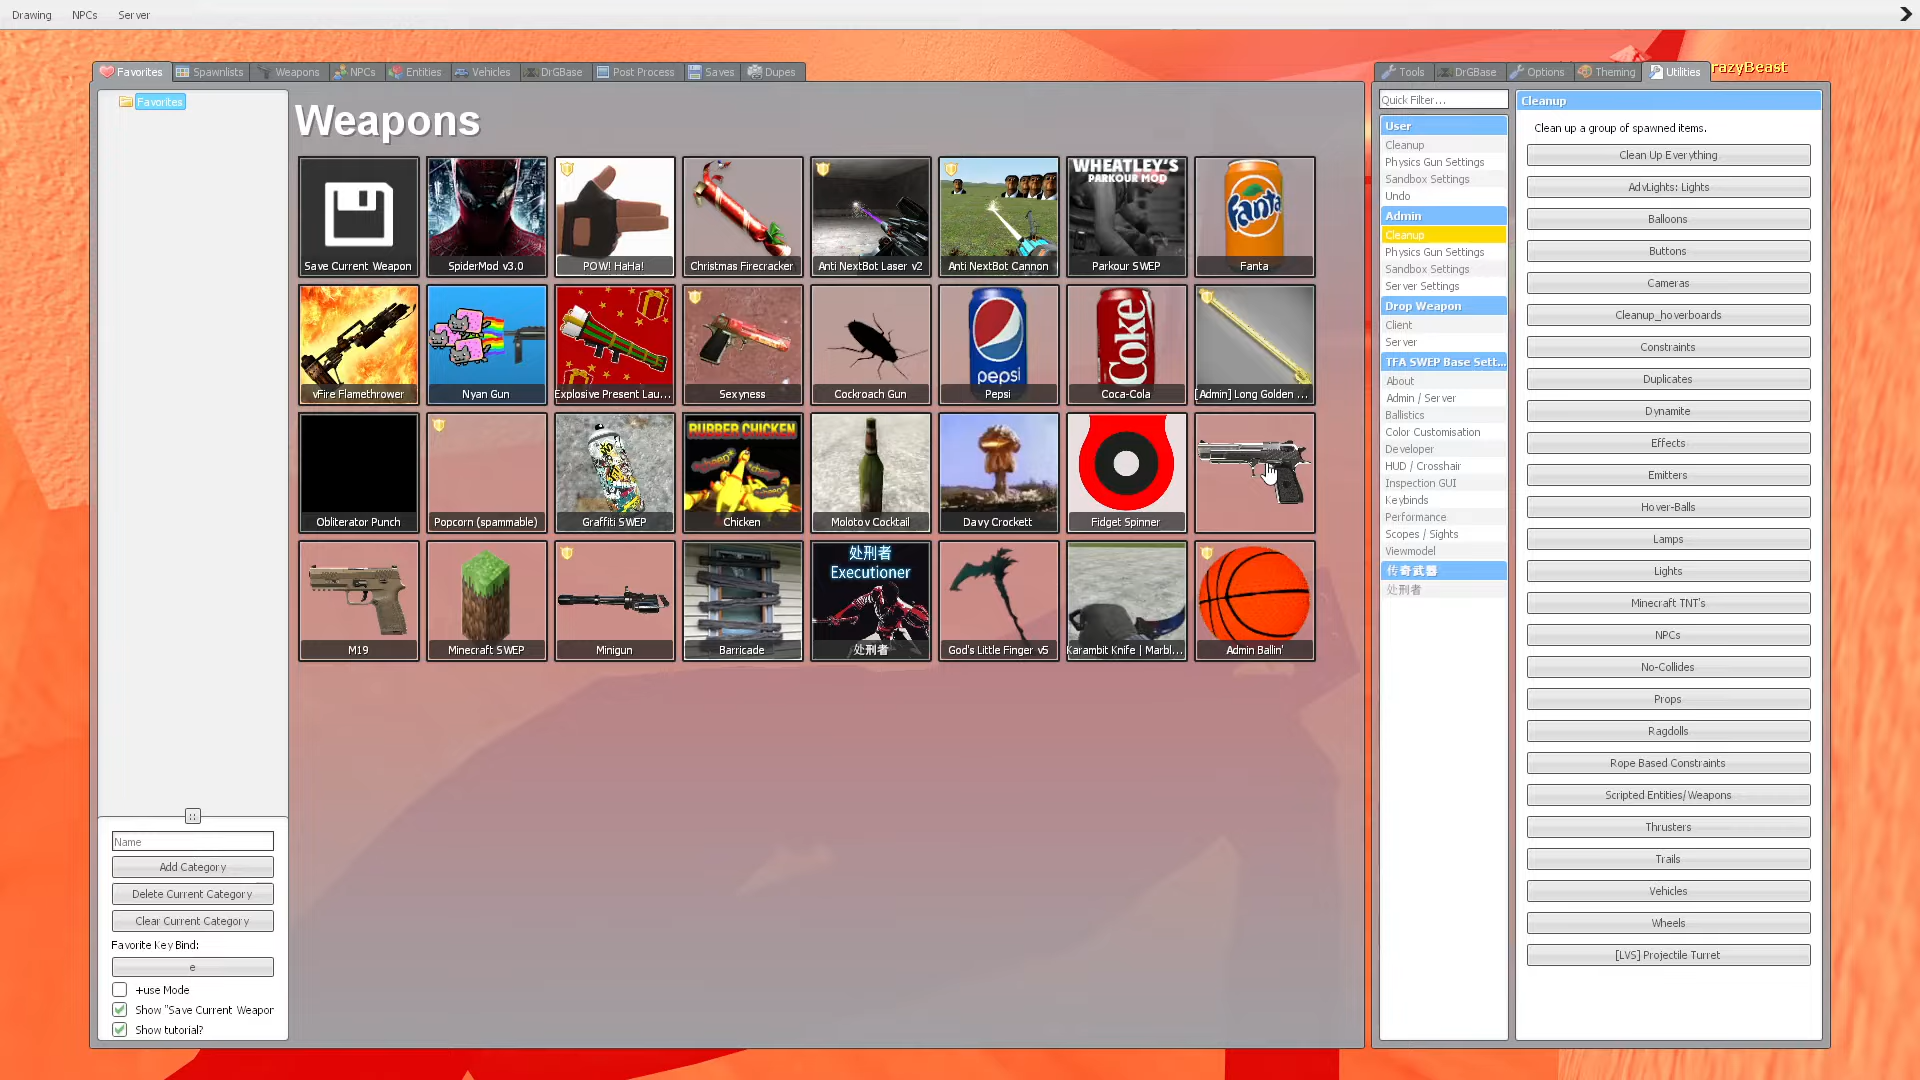 Drawing NPCs Server
Favorites Spawnlists Weapons NPCs Entities Vehicles DrGBase Post Process Saves Dupes
Favorites
Weapons
Save Current Weapon
SpiderMod v3.0
POW! HaHa!
Christmas Firecracker
Anti NextBot Laser v2
Anti NextBot Cannon
WHEATLEY'S
PARKOUR MOD
Parkour SWEP
Fanta
Fanta
vFire Flamethrower
Nyan Gun
Explosive Present Lau...
Sexyness
Cockroach Gun
pepsi
Pepsi
Coke
Coca-Cola
[Admin] Long Golden ...
Obliterator Punch
Popcorn (spammable)
Graffiti SWEP
RUBBER CHICKEN
Chicken
Molotov Cocktail
Davy Crockett
Fidget Spinner
M19
Minecraft SWEP
Minigun
Barricade
处刑者
Executioner
处刑者
God's Little Finger v5
Karambit Knife | Marbl...
Admin Ballin'
Name
Add Category
Delete Current Category
Clear Current Category
Favorite Key Bind:
e
+use Mode
Show "Save Current Weapor
Show tutorial?
Tools DrGBase Options Theming Utilities
razyBeast
Quick Filter...
User
Cleanup
Physics Gun Settings
Sandbox Settings
Undo
Admin
Cleanup
Physics Gun Settings
Sandbox Settings
Server Settings
Drop Weapon
Client
Server
TFA SWEP Base Sett...
About
Admin / Server
Ballistics
Color Customisation
Developer
HUD / Crosshair
Inspection GUI
Keybinds
Performance
Scopes / Sights
Viewmodel
传奇武器
处刑者
Cleanup
Clean up a group of spawned items.
Clean Up Everything
AdvLights: Lights
Balloons
Buttons
Cameras
Cleanup_hoverboards
Constraints
Duplicates
Dynamite
Effects
Emitters
Hover-Balls
Lamps
Lights
Minecraft TNT's
NPCs
No-Collides
Props
Ragdolls
Rope Based Constraints
Scripted Entities/Weapons
Thrusters
Trails
Vehicles
Wheels
[LVS] Projectile Turret